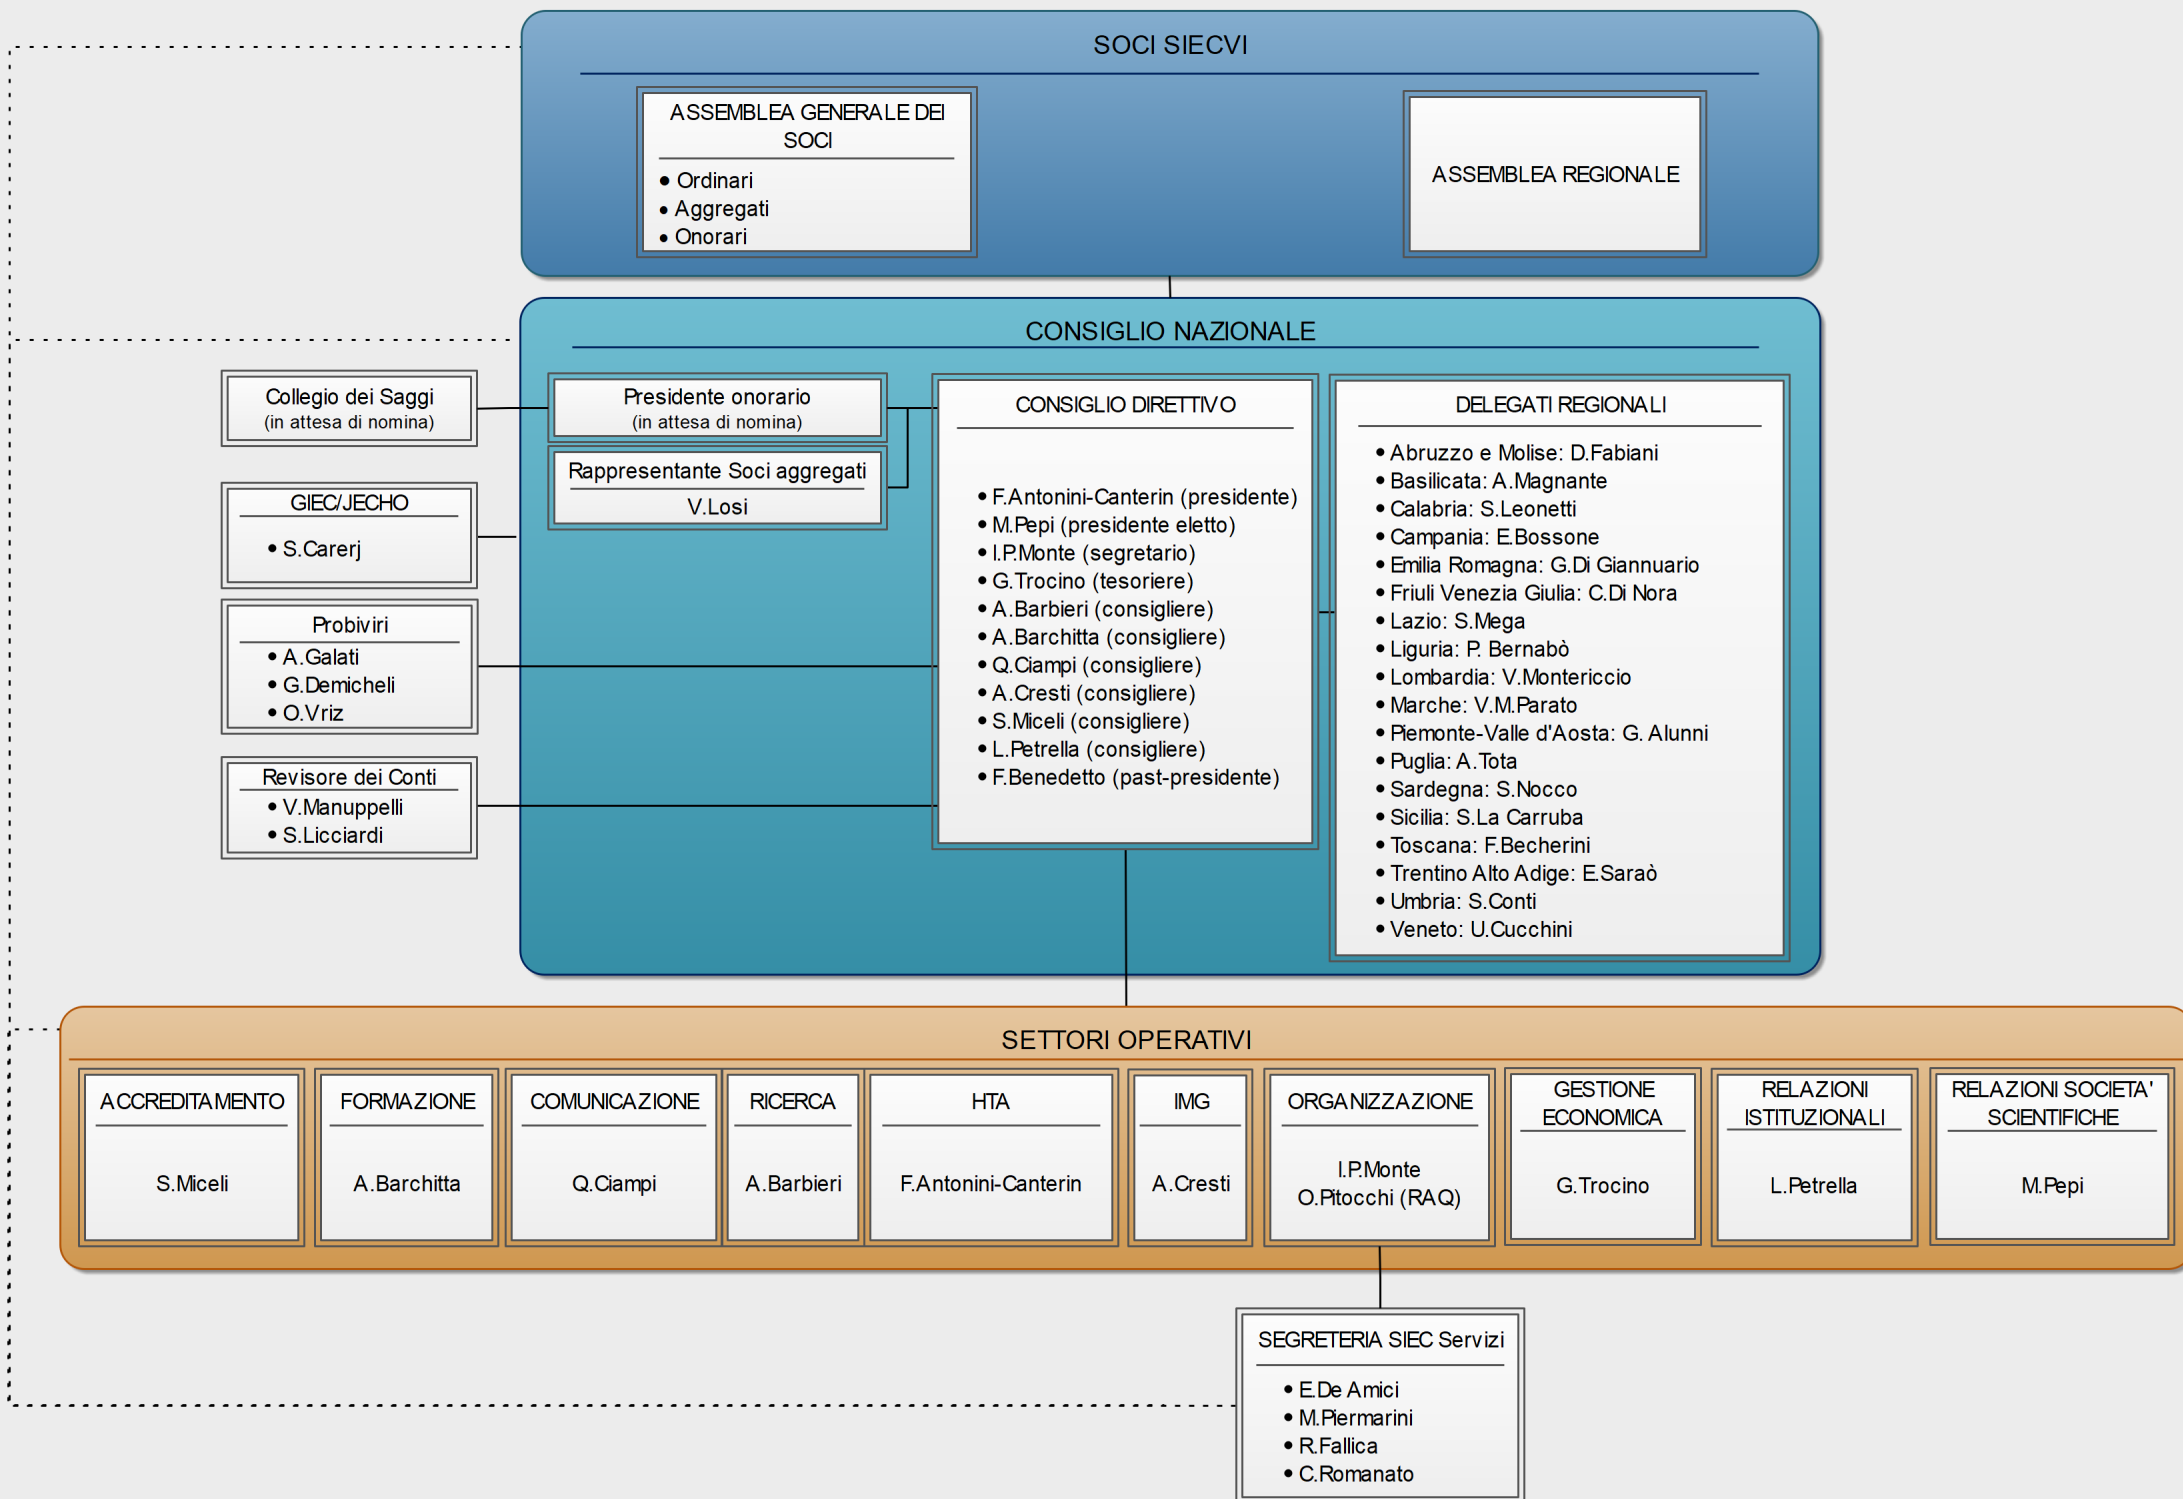 SOCI SIECVI
ASSEMBLEA GENERALE DEI
SOCI
• Ordinari
• Aggregati
• Onorari
ASSEMBLEA REGIONALE
CONSIGLIO NAZIONALE
Collegio dei Saggi
(in attesa di nomina)
GIEC/JECHO
• S.Carerj
Probiviri
• A.Galati
• G.Demicheli
• O.Vriz
Revisore dei Conti
• V.Manuppelli
• S.Licciardi
Presidente onorario
(in attesa di nomina)
Rappresentante Soci aggregati
V.Losi
CONSIGLIO DIRETTIVO
• F.Antonini-Canterin (presidente)
• M.Pepi (presidente eletto)
• I.P.Monte (segretario)
• G.Trocino (tesoriere)
• A.Barbieri (consigliere)
• A.Barchitta (consigliere)
• Q.Ciampi (consigliere)
• A.Cresti (consigliere)
• S.Miceli (consigliere)
• L.Petrella (consigliere)
• F.Benedetto (past-presidente)
DELEGATI REGIONALI
• Abruzzo e Molise: D.Fabiani
• Basilicata: A.Magnante
• Calabria: S.Leonetti
• Campania: E.Bossone
• Emilia Romagna: G.Di Giannuario
• Friuli Venezia Giulia: C.Di Nora
• Lazio: S.Mega
• Liguria: P. Bernabò
• Lombardia: V.Montericcio
• Marche: V.M.Parato
• Piemonte-Valle d'Aosta: G. Alunni
• Puglia: A.Tota
• Sardegna: S.Nocco
• Sicilia: S.La Carruba
• Toscana: F.Becherini
• Trentino Alto Adige: E.Saraò
• Umbria: S.Conti
• Veneto: U.Cucchini
SETTORI OPERATIVI
ACCREDITAMENTO
S.Miceli
FORMAZIONE
A.Barchitta
COMUNICAZIONE
Q.Ciampi
RICERCA
A.Barbieri
HTA
F.Antonini-Canterin
IMG
A.Cresti
ORGANIZZAZIONE
I.P.Monte
O.Pitocchi (RAQ)
GESTIONE
ECONOMICA
G.Trocino
RELAZIONI
ISTITUZIONALI
L.Petrella
RELAZIONI SOCIETA'
SCIENTIFICHE
M.Pepi
SEGRETERIA SIEC Servizi
• E.De Amici
• M.Piermarini
• R.Fallica
• C.Romanato